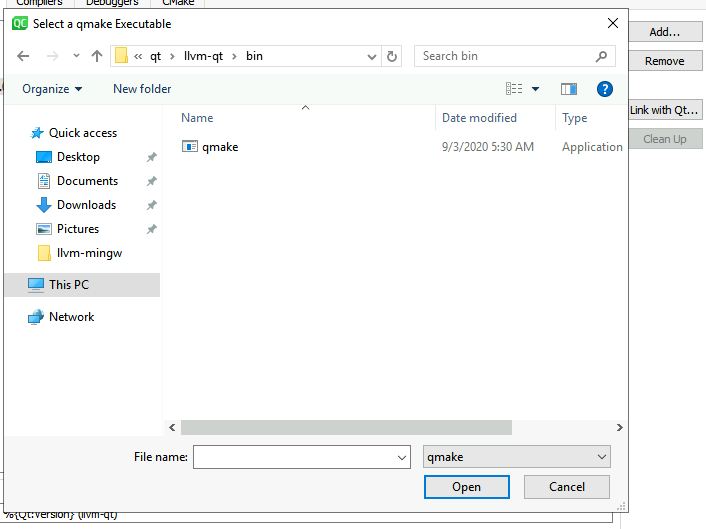 Compilers Debuggers CMake
QC Select a qmake Executable
« qt › llvm-qt › bin
Search bin
Organize
New folder
?
Name Date modified Type
qmake 9/3/2020 5:30 AM Application
Quick access
Desktop
Documents
Downloads
Pictures
llvm-mingw
This PC
Network
File name:
qmake
Open
Cancel
Add...
Remove
Link with Qt...
Clean Up
%{Qt:Version} (llvm-qt)